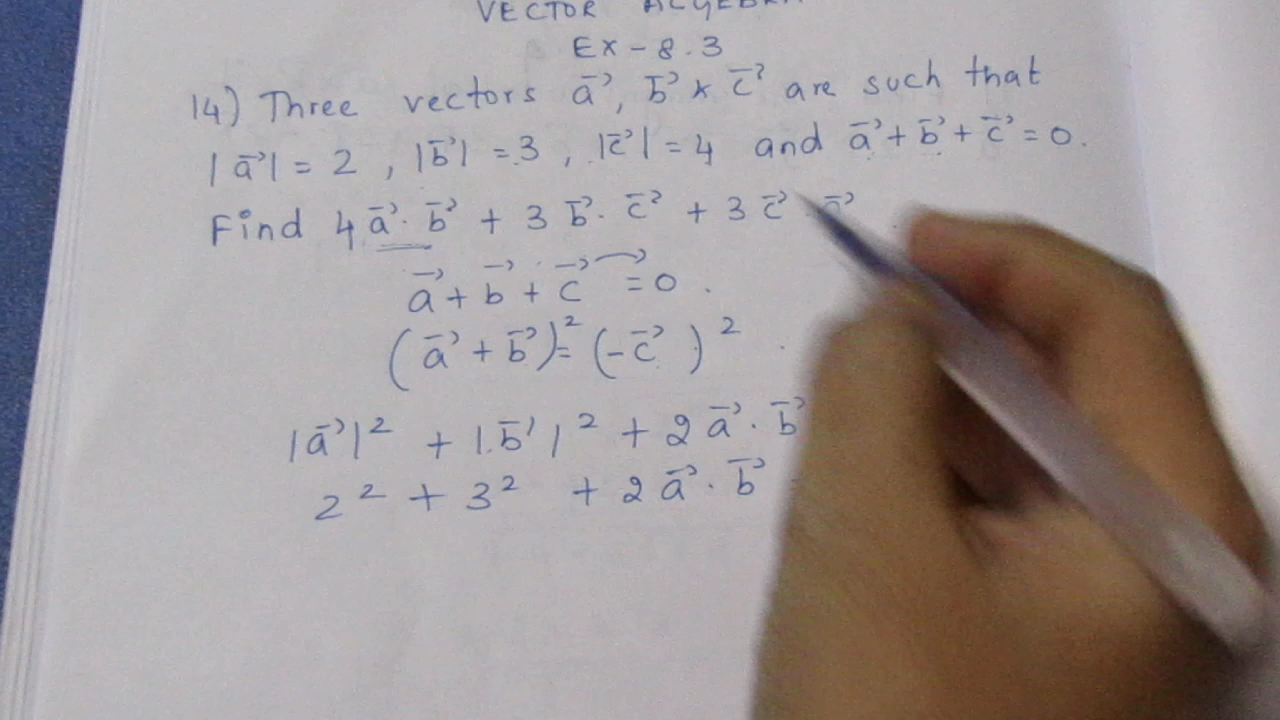 VECTOR ALGEBRA
Ex - 8.3
14) Three vectors a⃗, b⃗ & c⃗ are such that
|a⃗| = 2, |b⃗| = 3, |c⃗| = 4 and a⃗ + b⃗ + c⃗ = 0.
Find 4 a⃗ · b⃗ + 3 b⃗ · c⃗ + 3 c⃗ · a⃗
a⃗ + b⃗ + c⃗ = 0.
(a⃗ + b⃗)² = (-c⃗)²
|a⃗|² + |b⃗|² + 2 a⃗ · b⃗
2² + 3² + 2 a⃗ · b⃗